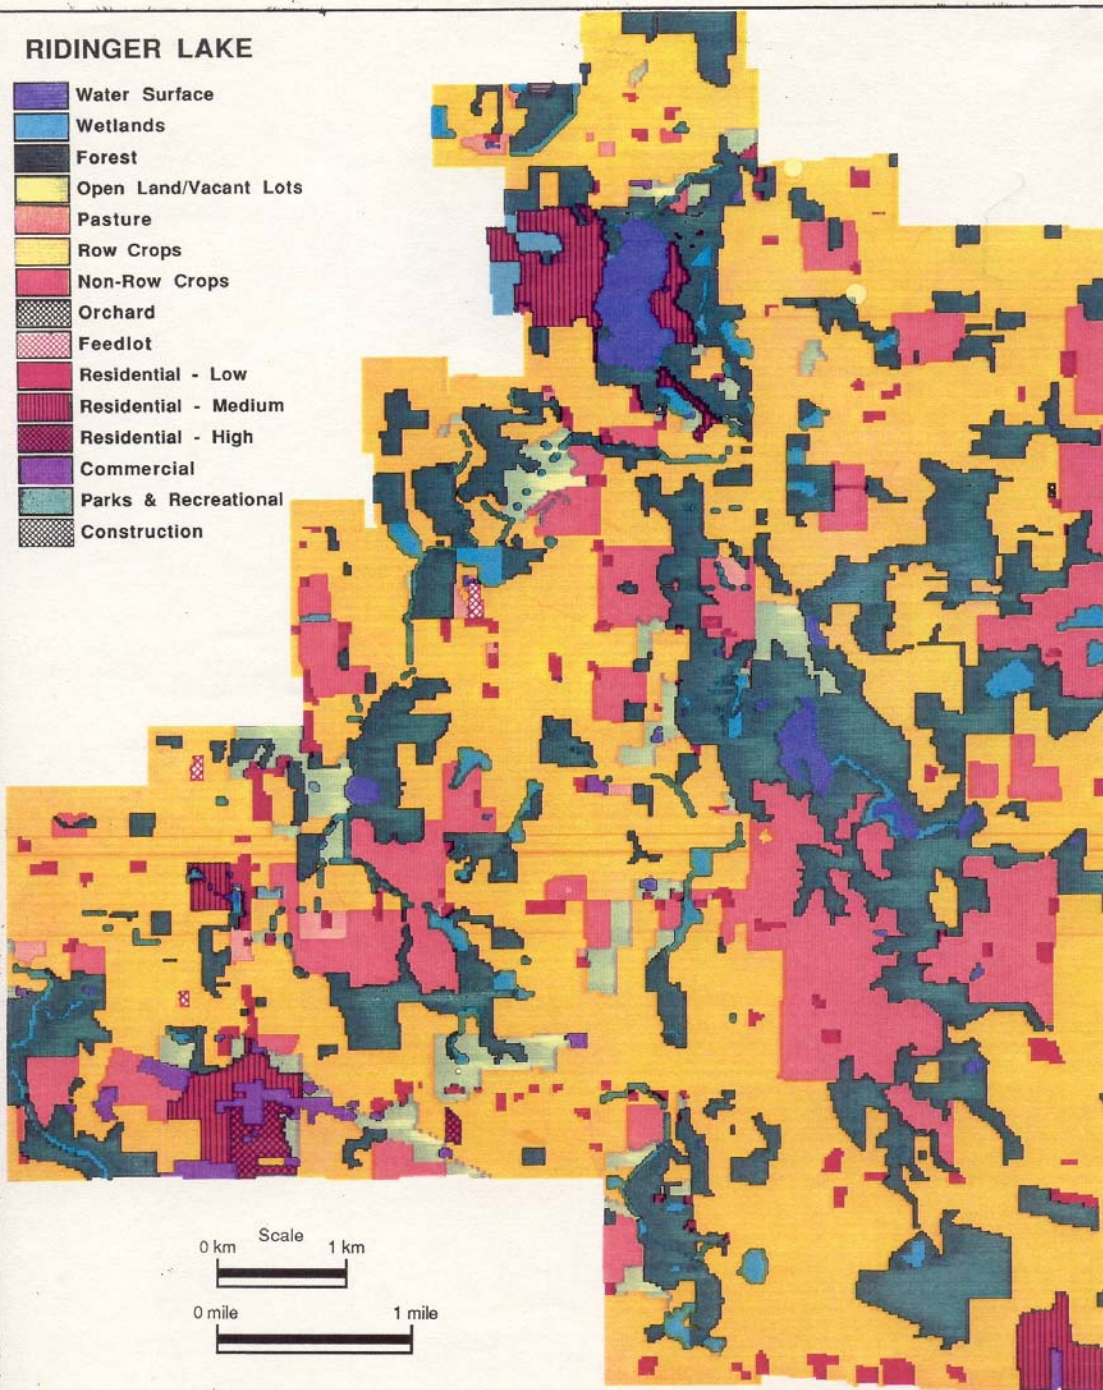 RIDINGER LAKE
Water Surface
Wetlands
Forest
Open Land/Vacant Lots
Pasture
Row Crops
Non-Row Crops
Orchard
Feedlot
Residential - Low
Residential - Medium
Residential - High
Commercial
Parks & Recreational
Construction
Scale
0 km 1 km
0 mile 1 mile